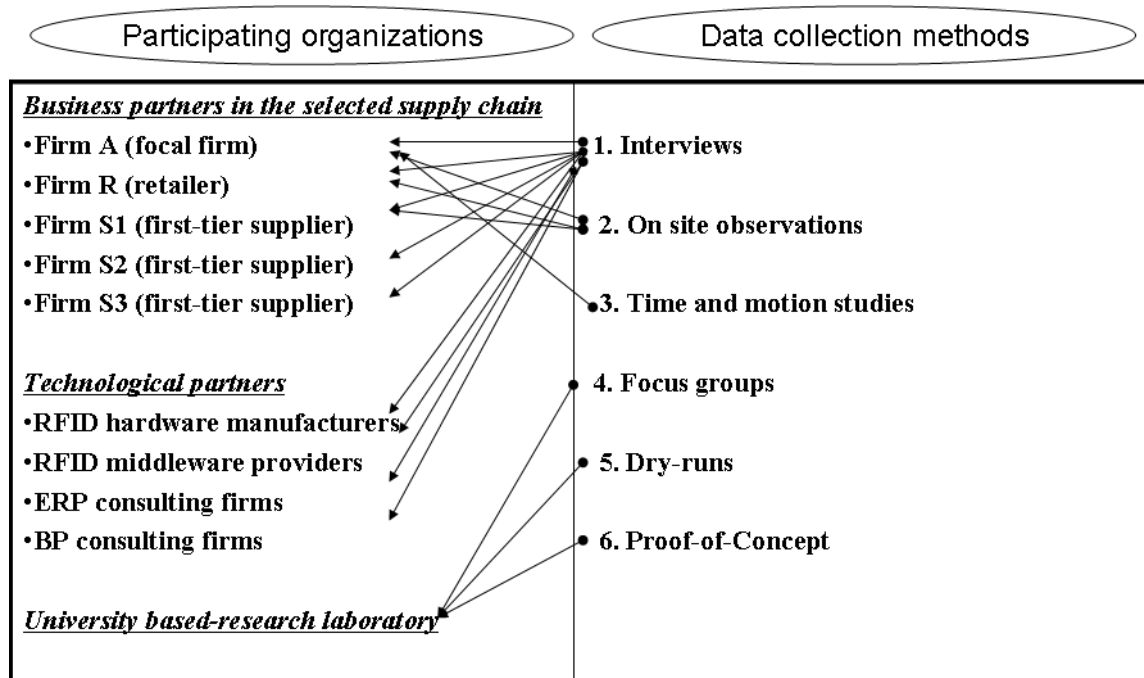 Participating organizations
Data collection methods
Business partners in the selected supply chain
•Firm A (focal firm)
•Firm R (retailer)
•Firm S1 (first-tier supplier)
•Firm S2 (first-tier supplier)
•Firm S3 (first-tier supplier)
Technological partners
•RFID hardware manufacturers
•RFID middleware providers
•ERP consulting firms
•BP consulting firms
University based-research laboratory
1. Interviews
2. On site observations
3. Time and motion studies
4. Focus groups
5. Dry-runs
6. Proof-of-Concept